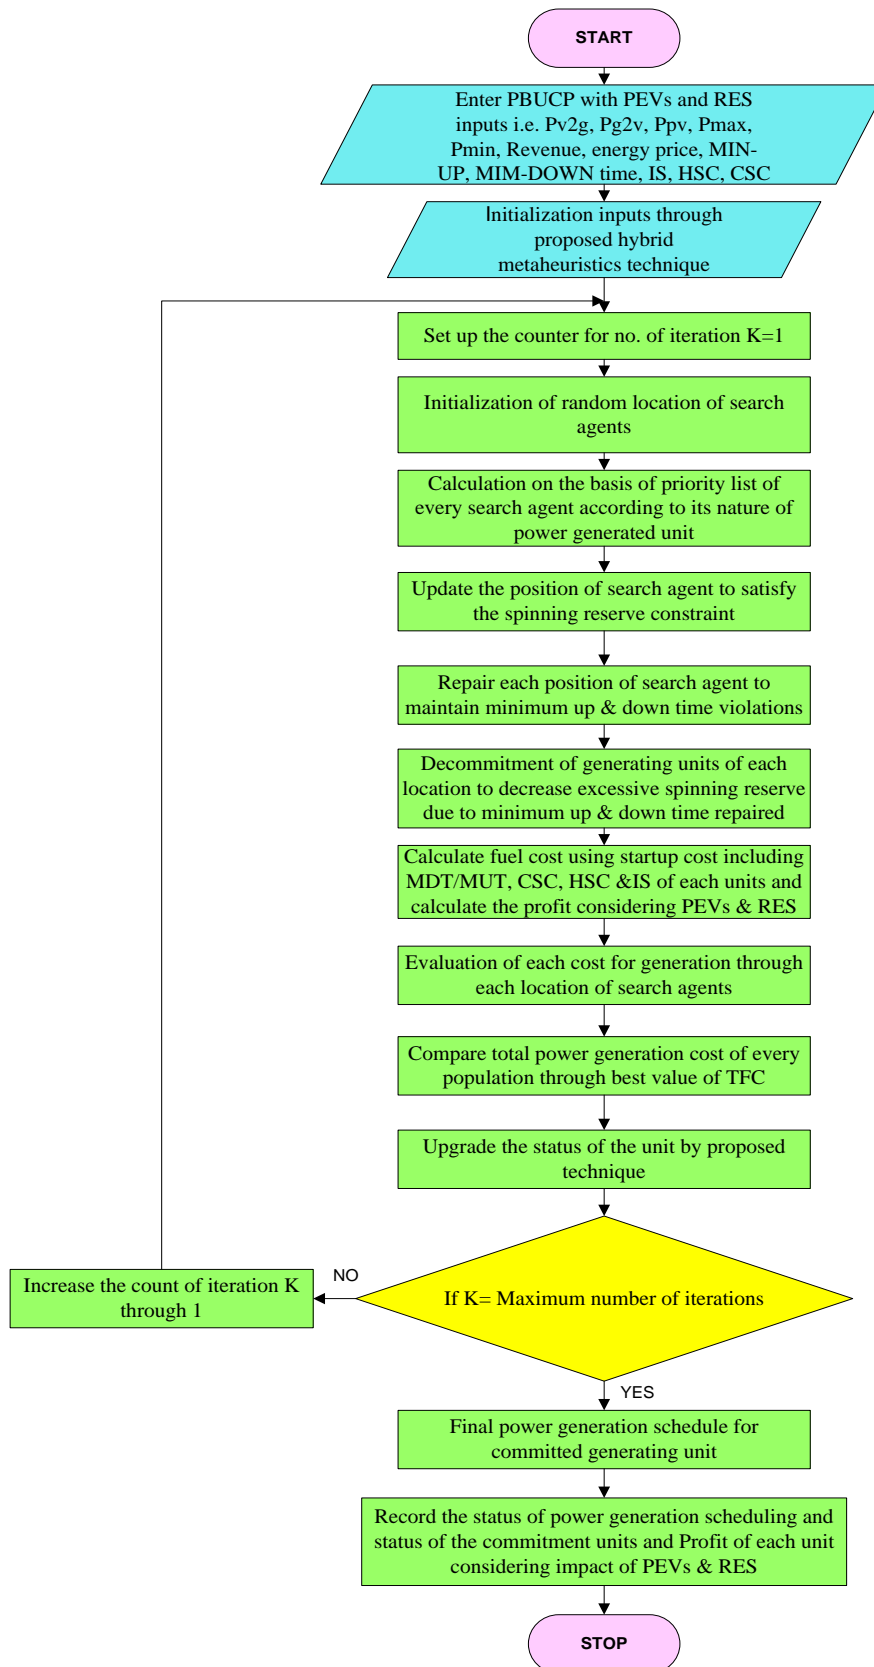 START
Enter PBUCP with PEVs and RES
inputs i.e. Pv2g, Pg2v, Ppv, Pmax,
Pmin, Revenue, energy price, MIN-
UP, MIM-DOWN time, IS, HSC, CSC
Initialization inputs through
proposed hybrid
metaheuristics technique
Set up the counter for no. of iteration K=1
Initialization of random location of search
agents
Calculation on the basis of priority list of
every search agent according to its nature of
power generated unit
Update the position of search agent to satisfy
the spinning reserve constraint
Repair each position of search agent to
maintain minimum up & down time violations
Decommitment of generating units of each
location to decrease excessive spinning reserve
due to minimum up & down time repaired
Calculate fuel cost using startup cost including
MDT/MUT, CSC, HSC &IS of each units and
calculate the profit considering PEVs & RES
Evaluation of each cost for generation through
each location of search agents
Compare total power generation cost of every
population through best value of TFC
Upgrade the status of the unit by proposed
technique
If K= Maximum number of iterations
NO
Increase the count of iteration K
through 1
YES
Final power generation schedule for
committed generating unit
Record the status of power generation scheduling and
status of the commitment units and Profit of each unit
considering impact of PEVs & RES
STOP